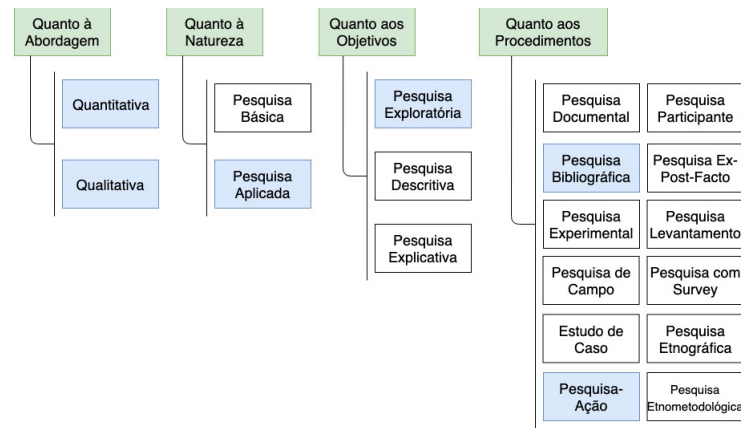 Quanto à
Abordagem
Quantitativa
Qualitativa
Quanto à
Natureza
Pesquisa
Básica
Pesquisa
Aplicada
Quanto aos
Objetivos
Pesquisa
Exploratória
Pesquisa
Descritiva
Pesquisa
Explicativa
Quanto aos
Procedimentos
Pesquisa
Documental
Pesquisa
Participante
Pesquisa
Bibliográfica
Pesquisa Ex-
Post-Facto
Pesquisa
Experimental
Pesquisa
Levantamento
Pesquisa de
Campo
Pesquisa com
Survey
Estudo de
Caso
Pesquisa
Etnográfica
Pesquisa-
Ação
Pesquisa
Etnometodológica